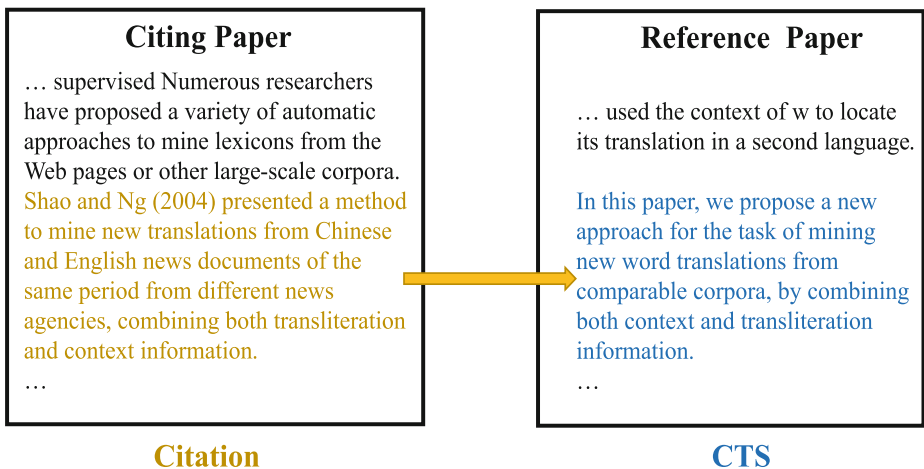 Citing Paper
… supervised Numerous researchers
have proposed a variety of automatic
approaches to mine lexicons from the
Web pages or other large-scale corpora.
Shao and Ng (2004) presented a method
to mine new translations from Chinese
and English news documents of the
same period from different news
agencies, combining both transliteration
and context information.
…
Citation
Reference Paper
… used the context of w to locate
its translation in a second language.
In this paper, we propose a new
approach for the task of mining
new word translations from
comparable corpora, by combining
both context and transliteration
information.
…
CTS